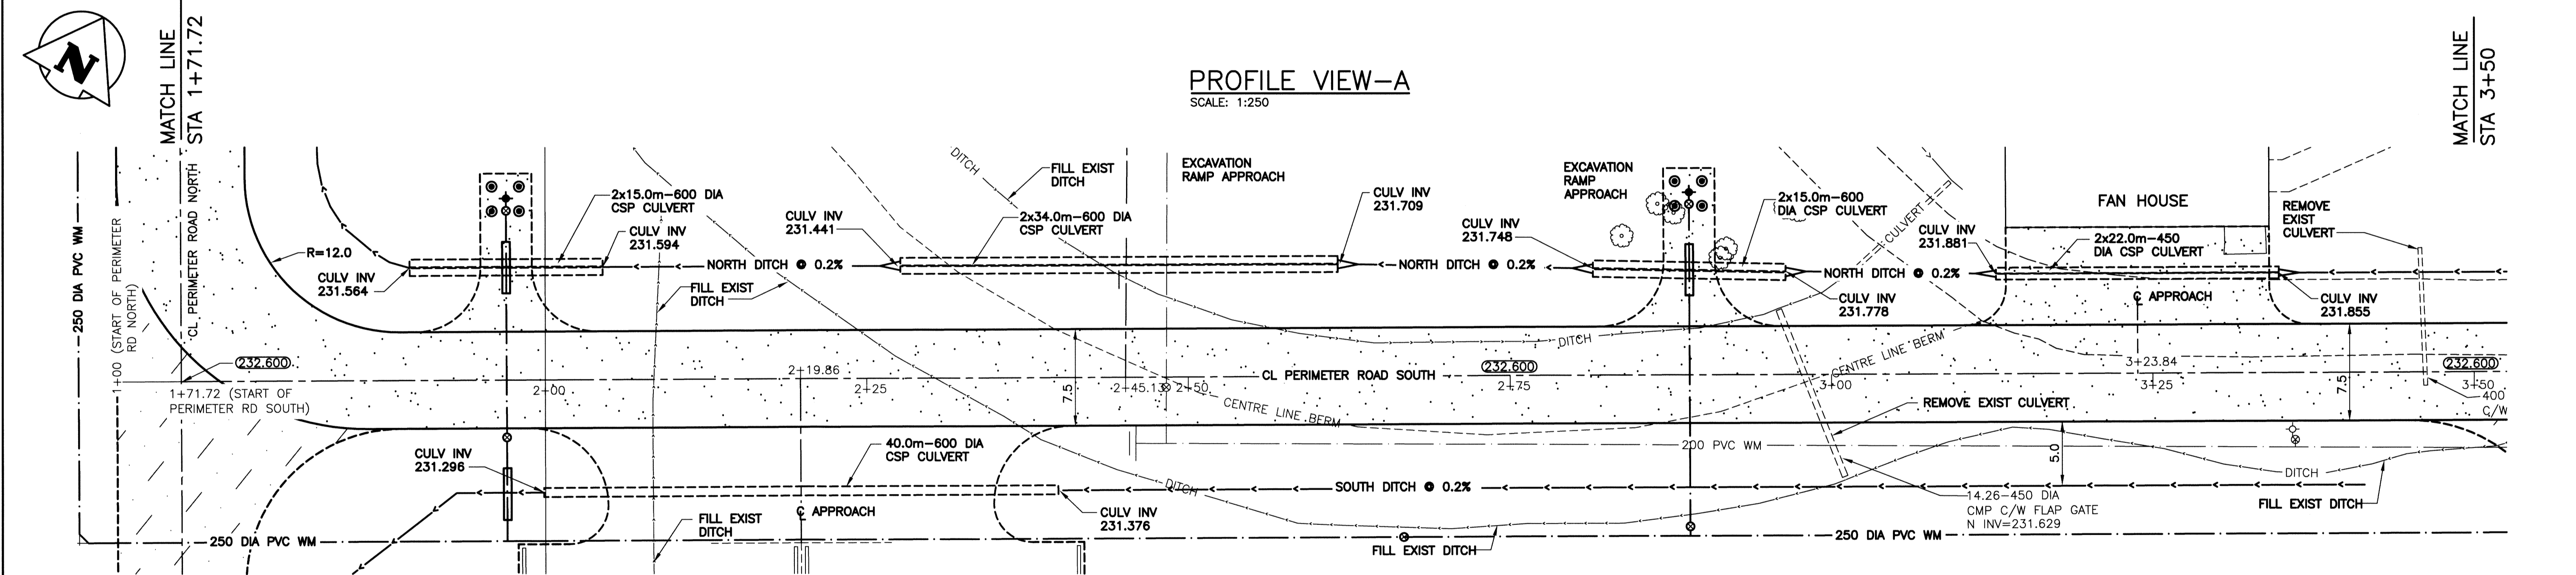 N
MATCH LINE
STA 1+71.72
PROFILE VIEW-A
SCALE: 1:250
MATCH LINE
STA 3+50
250 DIA PVC WM
1+00 (START OF PERIMETER
RD NORTH)
CL PERIMETER ROAD NORTH
R=12.0
CULV INV
231.564
2x15.0m-600 DIA
CSP CULVERT
CULV INV
231.594
FILL EXIST
DITCH
NORTH DITCH @ 0.2%
CULV INV
231.441
2x34.0m-600 DIA
CSP CULVERT
DITCH
FILL EXIST
DITCH
EXCAVATION
RAMP APPROACH
CULV INV
231.709
NORTH DITCH @ 0.2%
CULV INV
231.748
EXCAVATION
RAMP
APPROACH
2x15.0m-600
DIA CSP CULVERT
CULVERT
NORTH DITCH @ 0.2%
CULV INV
231.778
CULV INV
231.881
FAN HOUSE
2x22.0m-450
DIA CSP CULVERT
REMOVE
EXIST
CULVERT
CL APPROACH
CULV INV
231.855
232.600
1+71.72 (START OF
PERIMETER RD SOUTH)
2+00
2+19.86
2+25
7.5
2+45.13
2+50
CL PERIMETER ROAD SOUTH
232.600
2+75
DITCH
CENTRE LINE BERM
3+00
CENTRE LINE BERM
3+23.84
3+25
7.5
232.600
3+50
400
C/W
REMOVE EXIST CULVERT
200 PVC WM
5.0
CULV INV
231.296
40.0m-600 DIA
CSP CULVERT
DITCH
SOUTH DITCH @ 0.2%
DITCH
FILL EXIST DITCH
CL APPROACH
CULV INV
231.376
14.26-450 DIA
CMP C/W FLAP GATE
N INV=231.629
FILL EXIST
DITCH
250 DIA PVC WM
FILL EXIST DITCH
250 DIA PVC WM